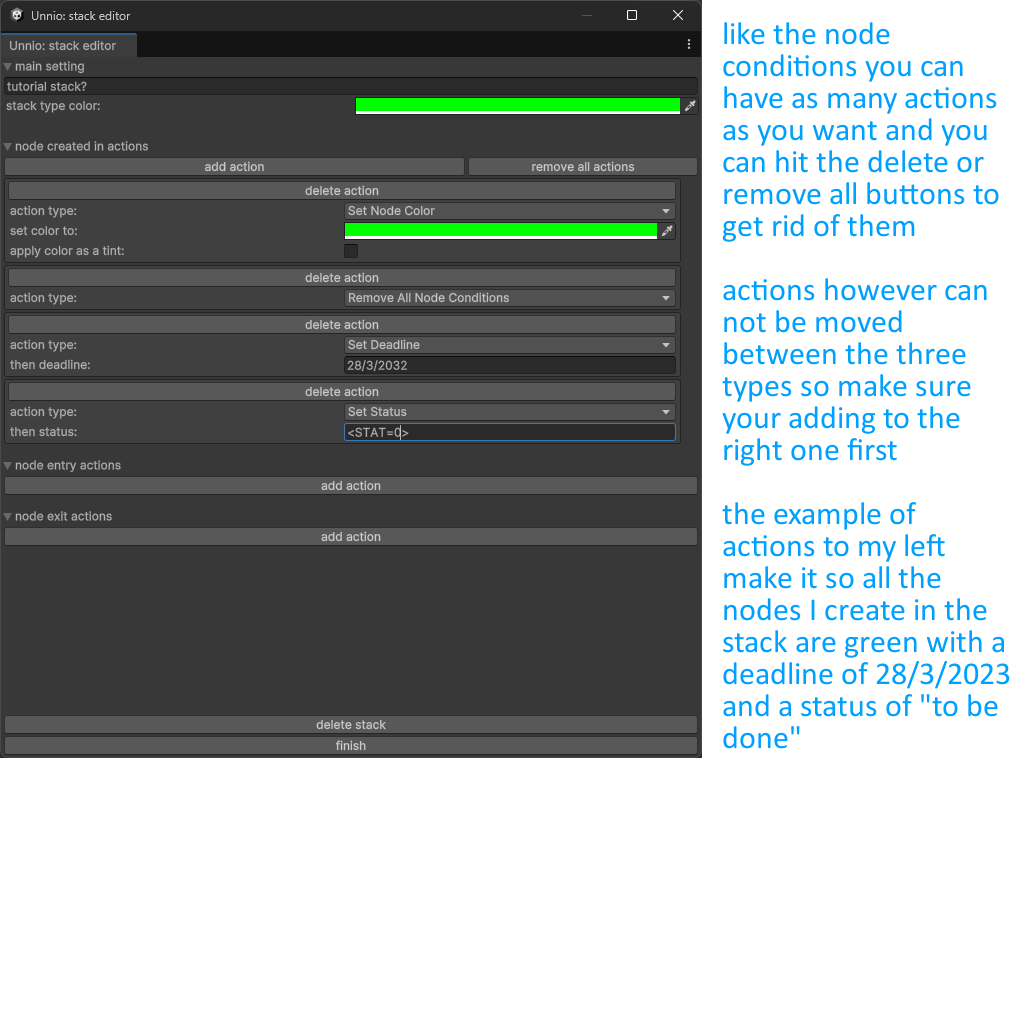 Unnio: stack editor
Unnio: stack editor
main setting
tutorial stack?
stack type color:
node created in actions
add action
remove all actions
delete action
action type:
Set Node Color
set color to:
apply color as a tint:
delete action
action type:
Remove All Node Conditions
delete action
action type:
Set Deadline
then deadline:
28/3/2032
delete action
action type:
Set Status
then status:
<STAT=0>
node entry actions
add action
node exit actions
add action
delete stack
finish
like the node
conditions you can
have as many actions
as you want and you
can hit the delete or
remove all buttons to
get rid of them
actions however can
not be moved
between the three
types so make sure
your adding to the
right one first
the example of
actions to my left
make it so all the
nodes I create in the
stack are green with a
deadline of 28/3/2023
and a status of "to be
done"